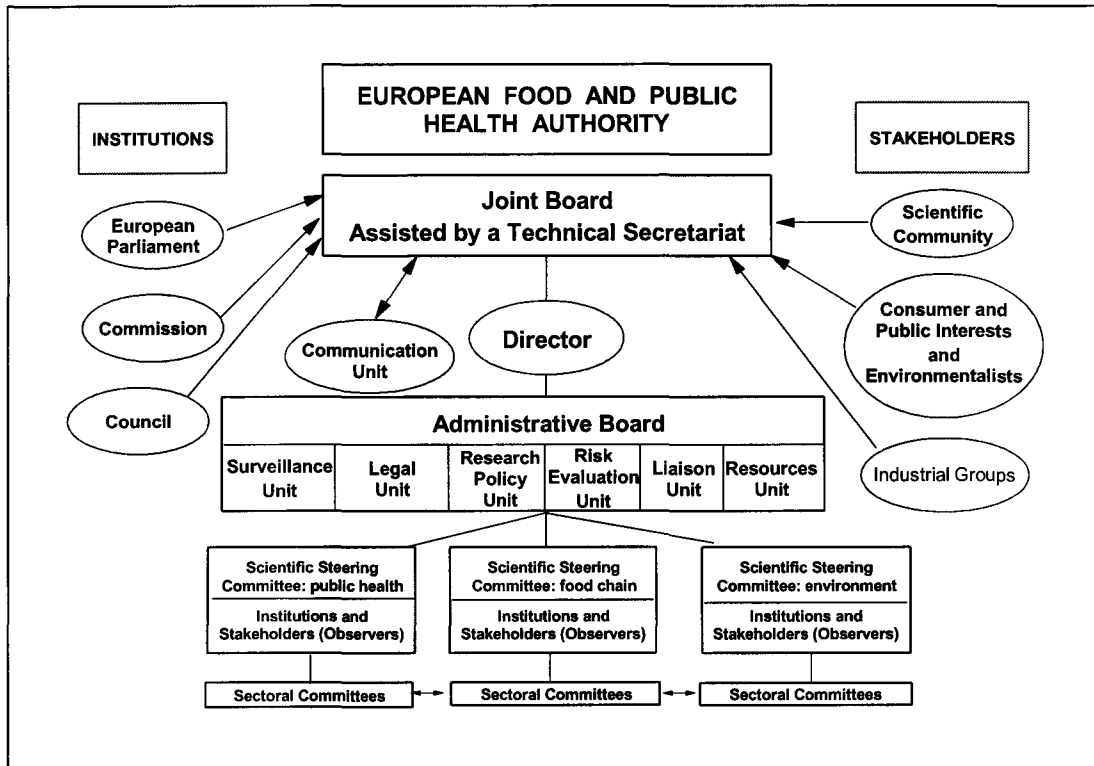 EUROPEAN FOOD AND PUBLIC
HEALTH AUTHORITY
INSTITUTIONS
STAKEHOLDERS
Joint Board
Assisted by a Technical Secretariat
European
Parliament
Commission
Council
Scientific
Community
Consumer and
Public Interests
and
Environmentalists
Industrial Groups
Communication
Unit
Director
Administrative Board
Surveillance
Unit
Legal
Unit
Research
Policy
Unit
Risk
Evaluation
Unit
Liaison
Unit
Resources
Unit
Scientific Steering
Committee: public health
Institutions and
Stakeholders (Observers)
Sectoral Committees
Scientific Steering
Committee: food chain
Institutions and
Stakeholders (Observers)
Sectoral Committees
Scientific Steering
Committee: environment
Institutions and
Stakeholders (Observers)
Sectoral Committees